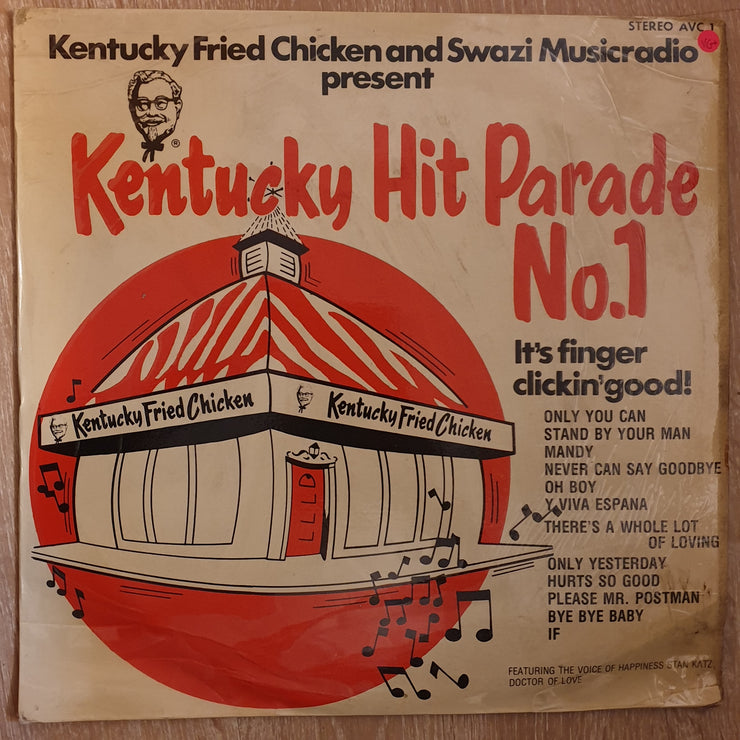 STEREO AVC 1
VG+
Kentucky Fried Chicken and Swazi Musicradio
present
®
Kentucky Hit Parade
No.1
It's finger
clickin' good!
Kentucky Fried Chicken
Kentucky Fried Chicken
ONLY YOU CAN
STAND BY YOUR MAN
MANDY
NEVER CAN SAY GOODBYE
OH BOY
Y VIVA ESPANA
THERE'S A WHOLE LOT
OF LOVING
ONLY YESTERDAY
HURTS SO GOOD
PLEASE MR. POSTMAN
BYE BYE BABY
IF
FEATURING THE VOICE OF HAPPINESS STAN KATZ,
DOCTOR OF LOVE